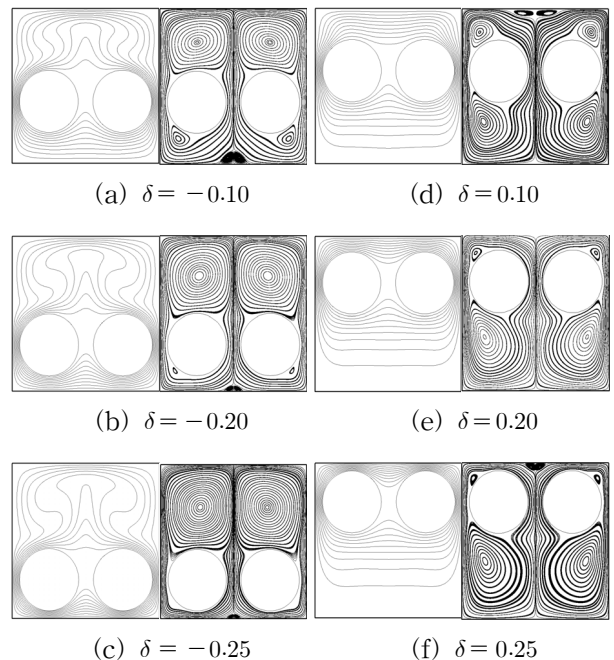 (a) δ = −0.10
(d) δ = 0.10
(b) δ = −0.20
(e) δ = 0.20
(c) δ = −0.25
(f) δ = 0.25